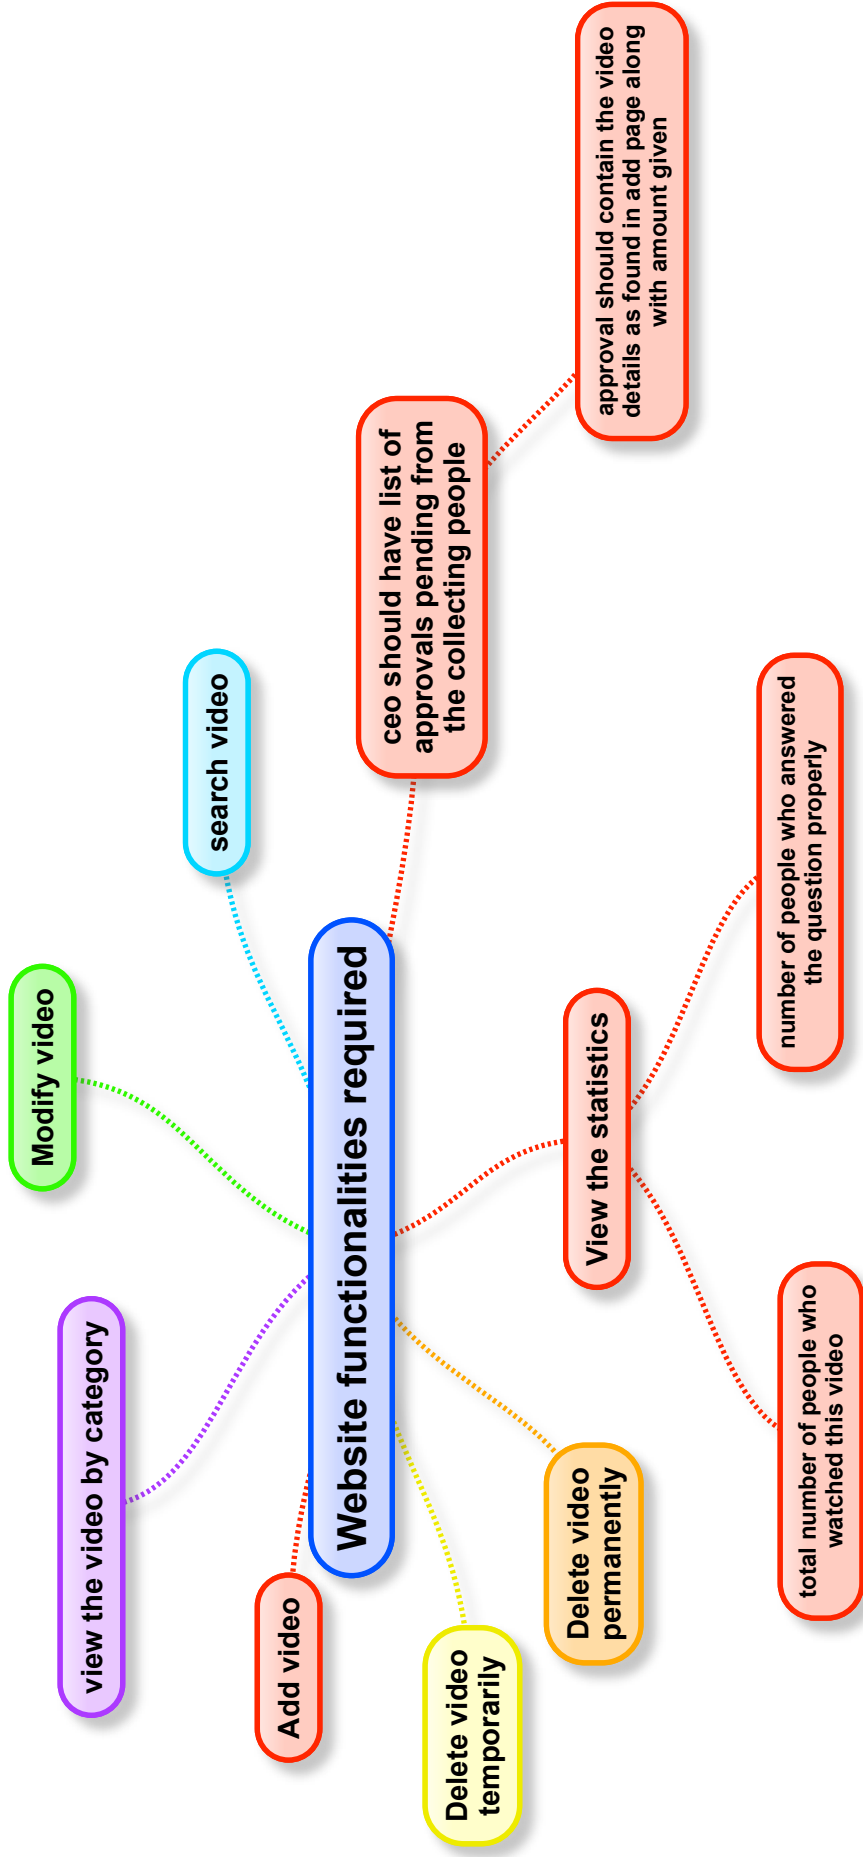 view the video by category
Modify video
Add video
search video
Website functionalities required
Delete video
temporarily
ceo should have list of
approvals pending from
the collecting people
Delete video
permanently
View the statistics
approval should contain the video
details as found in add page along
with amount given
total number of people who
watched this video
number of people who answered
the question properly